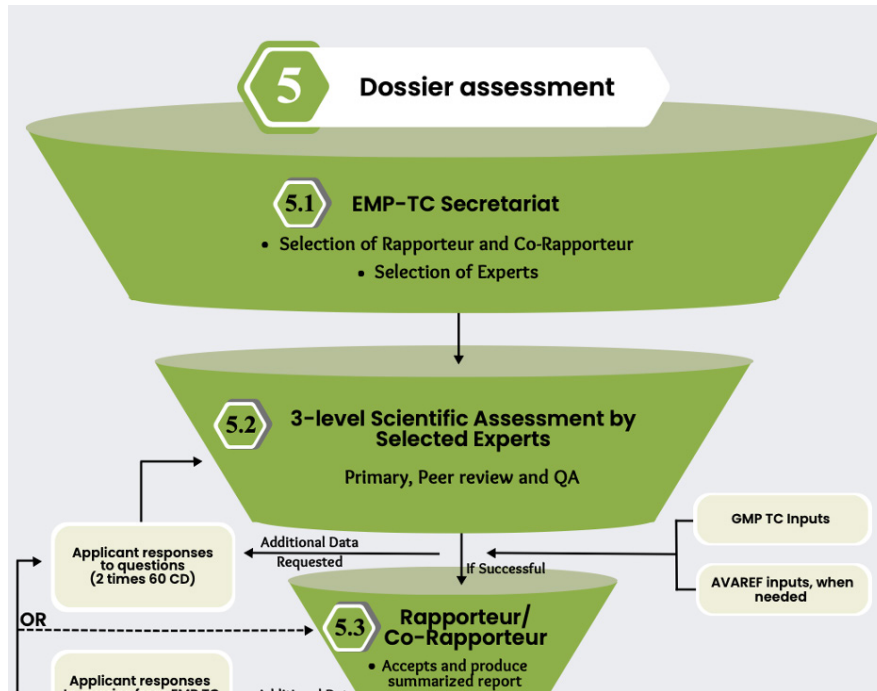 5
Dossier assessment
5.1
EMP-TC Secretariat
• Selection of Rapporteur and Co-Rapporteur
• Selection of Experts
5.2
3-level Scientific Assessment by
Selected Experts
Primary, Peer review and QA
Applicant responses
to questions
(2 times 60 CD)
Additional Data
Requested
If Successful
GMP TC Inputs
AVAREF inputs, when
needed
OR
5.3
Rapporteur/
Co-Rapporteur
• Accepts and produce
summarized report
Applicant responses
Additional